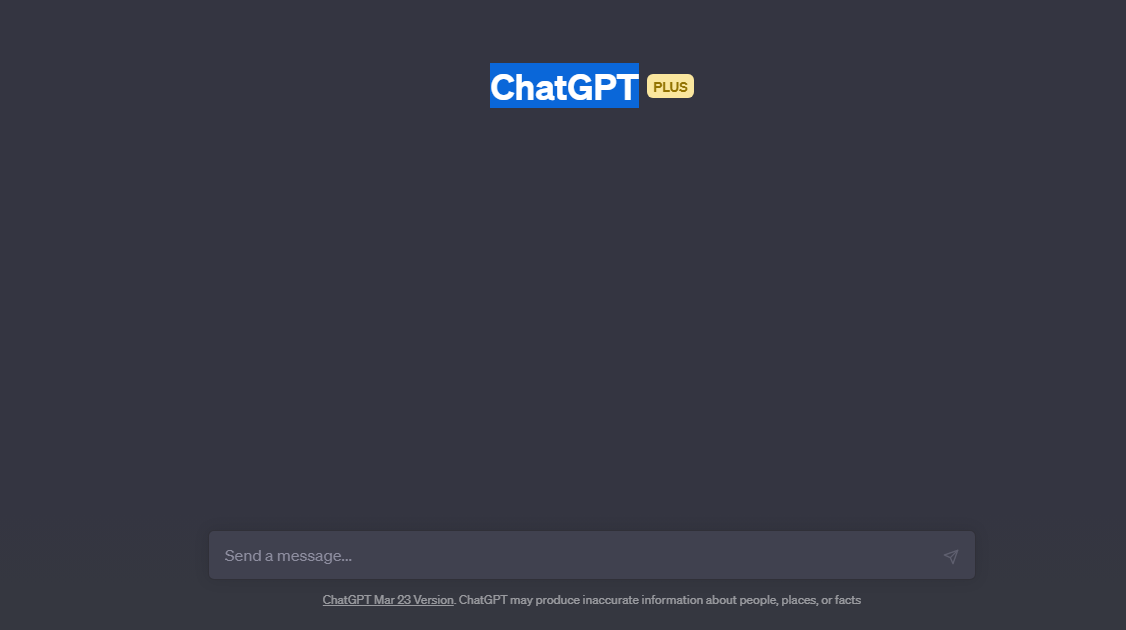 ChatGPT PLUS
Send a message...
ChatGPT Mar 23 Version. ChatGPT may produce inaccurate information about people, places, or facts